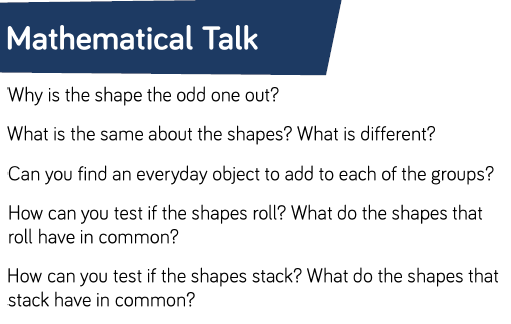 Mathematical Talk
Why is the shape the odd one out?
What is the same about the shapes? What is different?
Can you find an everyday object to add to each of the groups?
How can you test if the shapes roll? What do the shapes that
roll have in common?
How can you test if the shapes stack? What do the shapes that
stack have in common?